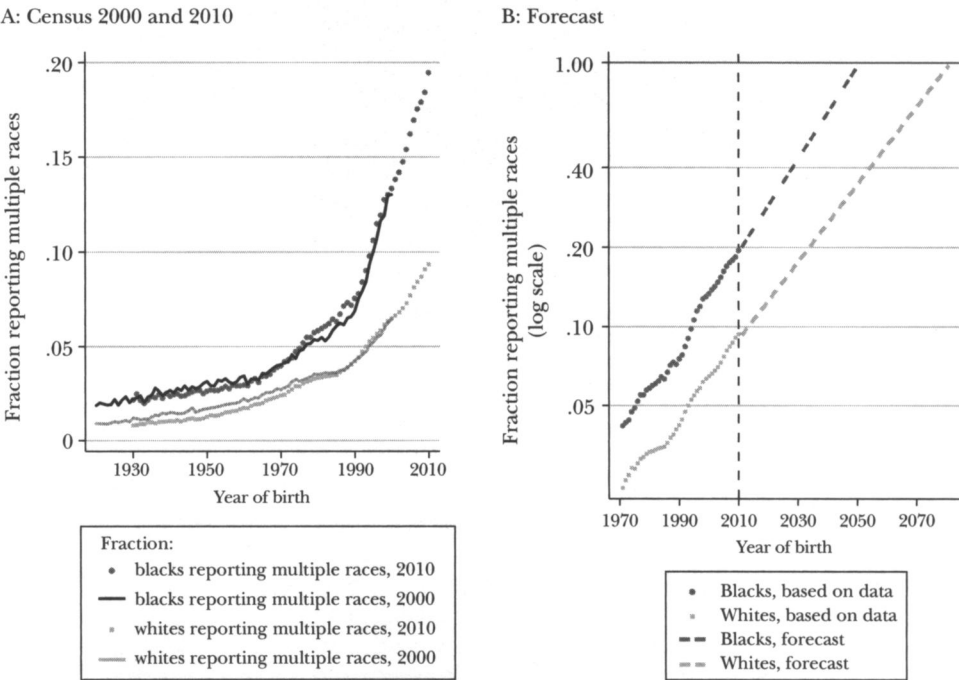 A: Census 2000 and 2010
Fraction reporting multiple races
.20
.15
.10
.05
0
1930 1950 1970 1990 2010
Year of birth
Fraction:
blacks reporting multiple races, 2010
blacks reporting multiple races, 2000
whites reporting multiple races, 2010
whites reporting multiple races, 2000
B: Forecast
Fraction reporting multiple races
(log scale)
1.00
.40
.20
.10
.05
1970 1990 2010 2030 2050 2070
Year of birth
Blacks, based on data
Whites, based on data
Blacks, forecast
Whites, forecast